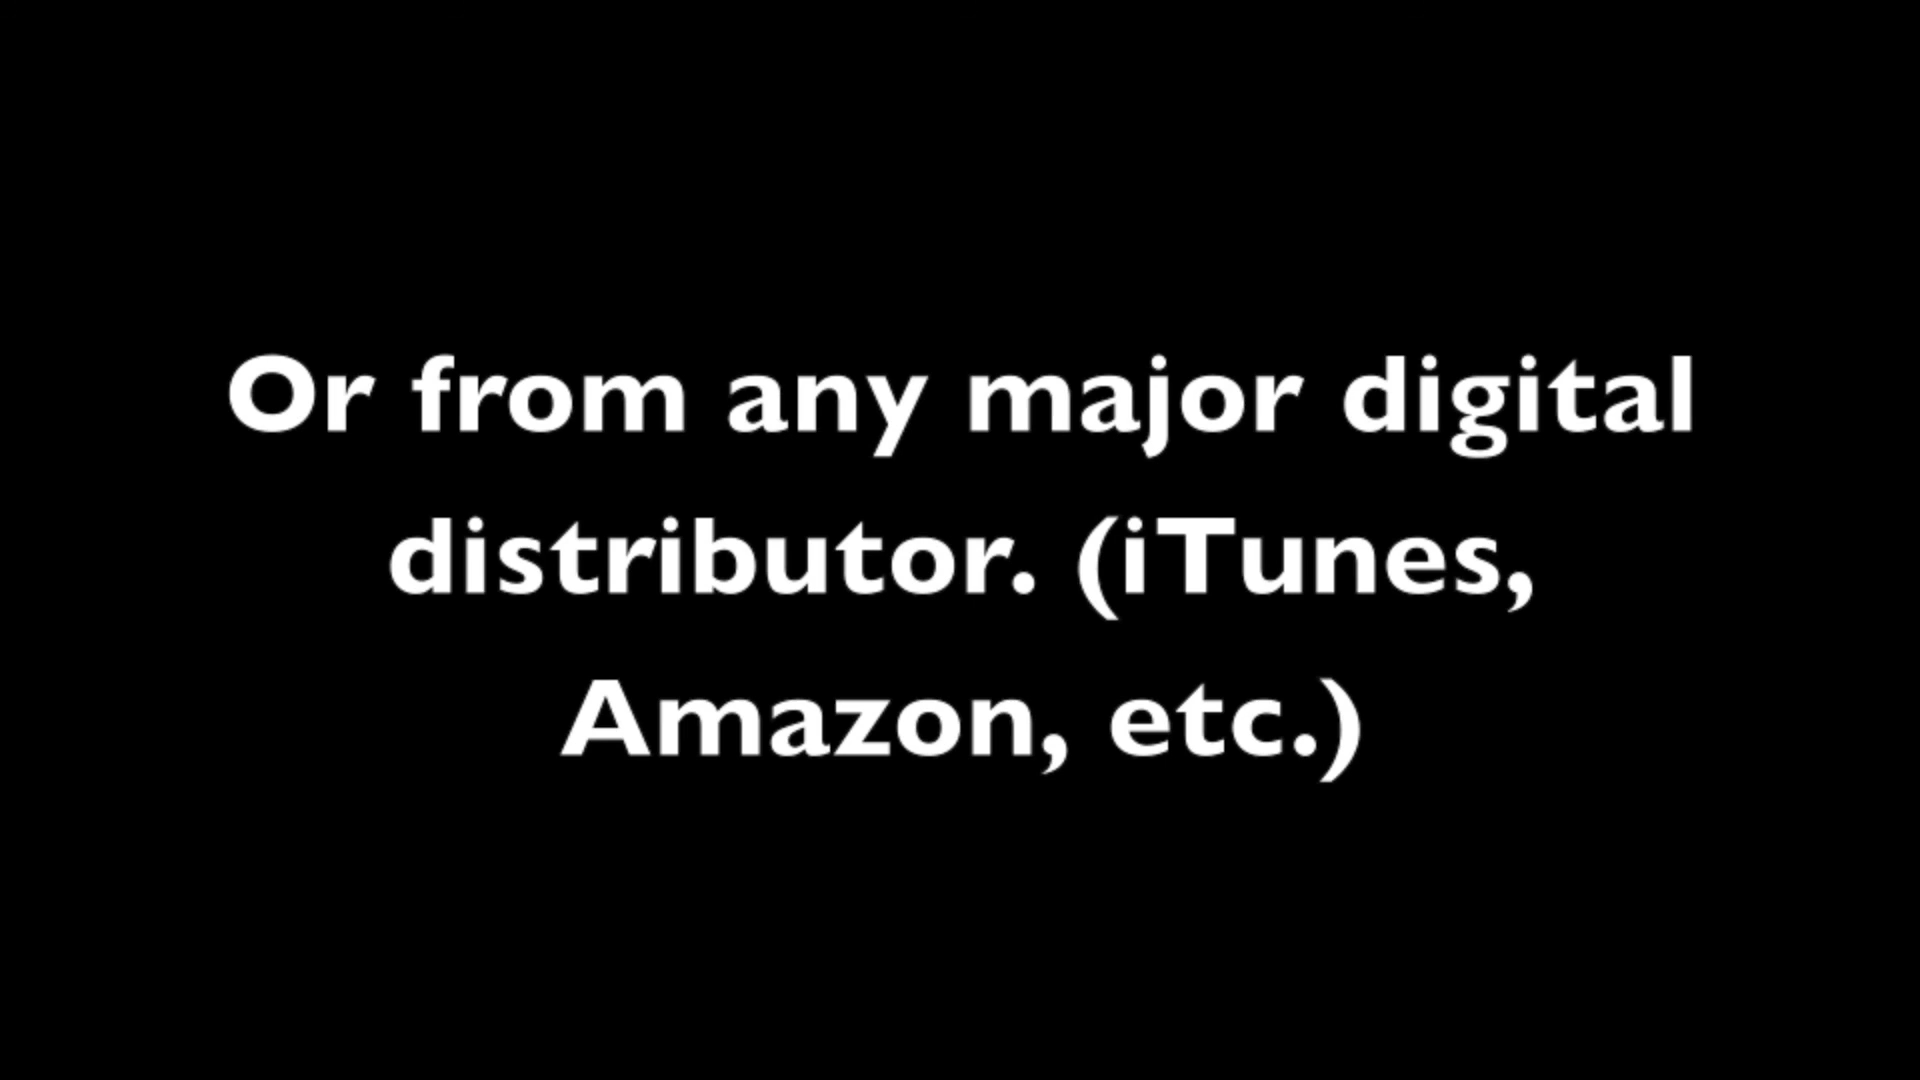 Or from any major digital
distributor. (iTunes,
Amazon, etc.)